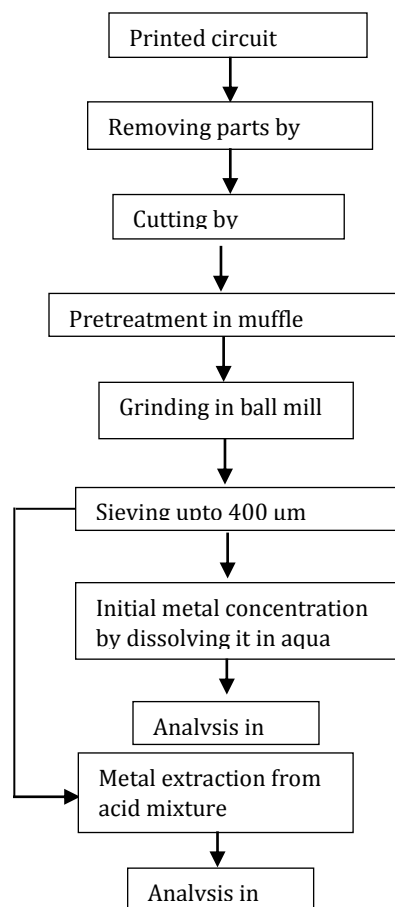 Printed circuit
Removing parts by
Cutting by
Pretreatment in muffle
Grinding in ball mill
Sieving upto 400 µm
Initial metal concentration
by dissolving it in aqua
Analysis in
Metal extraction from
acid mixture
Analysis in